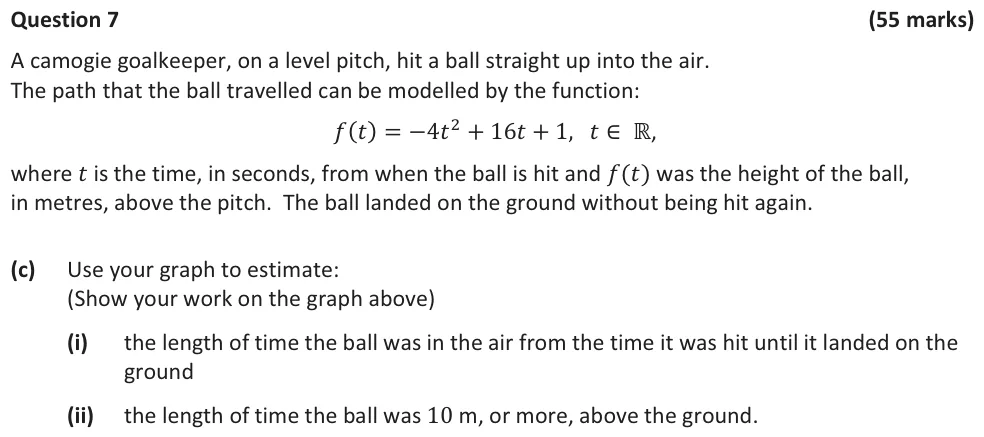 Question 7 (55 marks)
A camogie goalkeeper, on a level pitch, hit a ball straight up into the air.
The path that the ball travelled can be modelled by the function:
f(t) = −4t² + 16t + 1, t ∈ ℝ,
where t is the time, in seconds, from when the ball is hit and f(t) was the height of the ball,
in metres, above the pitch. The ball landed on the ground without being hit again.
(c) Use your graph to estimate:
(Show your work on the graph above)
(i) the length of time the ball was in the air from the time it was hit until it landed on the
ground
(ii) the length of time the ball was 10 m, or more, above the ground.